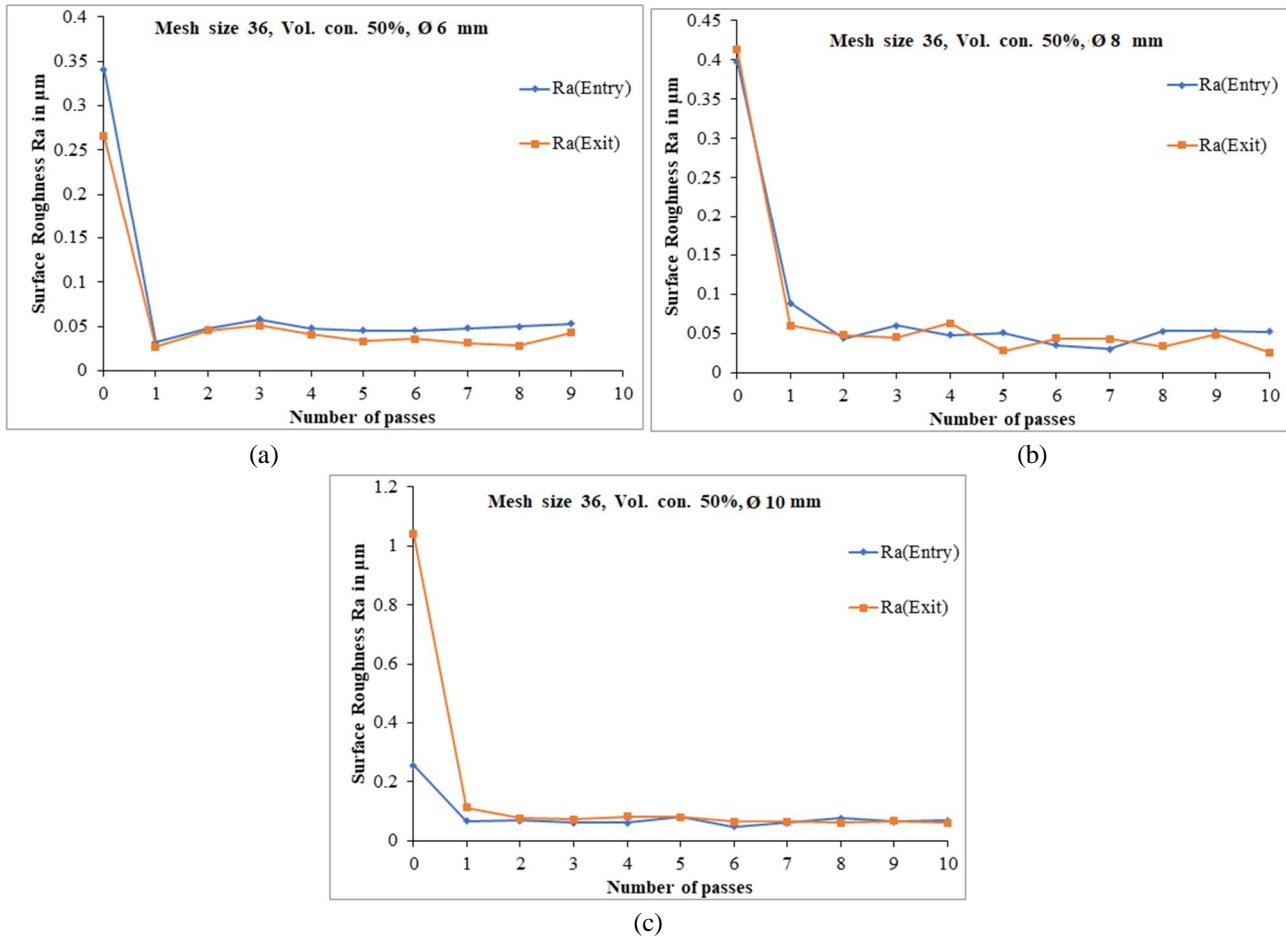 Mesh size 36, Vol. con. 50%, Ø 6 mm
0.4
0.35
0.3
0.25
0.2
0.15
0.1
0.05
0
Surface Roughness Ra in µm
Ra(Entry)
Ra(Exit)
0 1 2 3 4 5 6 7 8 9 10
Number of passes
(a)
Mesh size 36, Vol. con. 50%, Ø 8 mm
0.45
0.4
0.35
0.3
0.25
0.2
0.15
0.1
0.05
0
Surface Roughness Ra in µm
Ra(Entry)
Ra(Exit)
0 1 2 3 4 5 6 7 8 9 10
Number of passes
(b)
Mesh size 36, Vol. con. 50%, Ø 10 mm
1.2
1
0.8
0.6
0.4
0.2
0
Surface Roughness Ra in µm
Ra(Entry)
Ra(Exit)
0 1 2 3 4 5 6 7 8 9 10
Number of passes
(c)